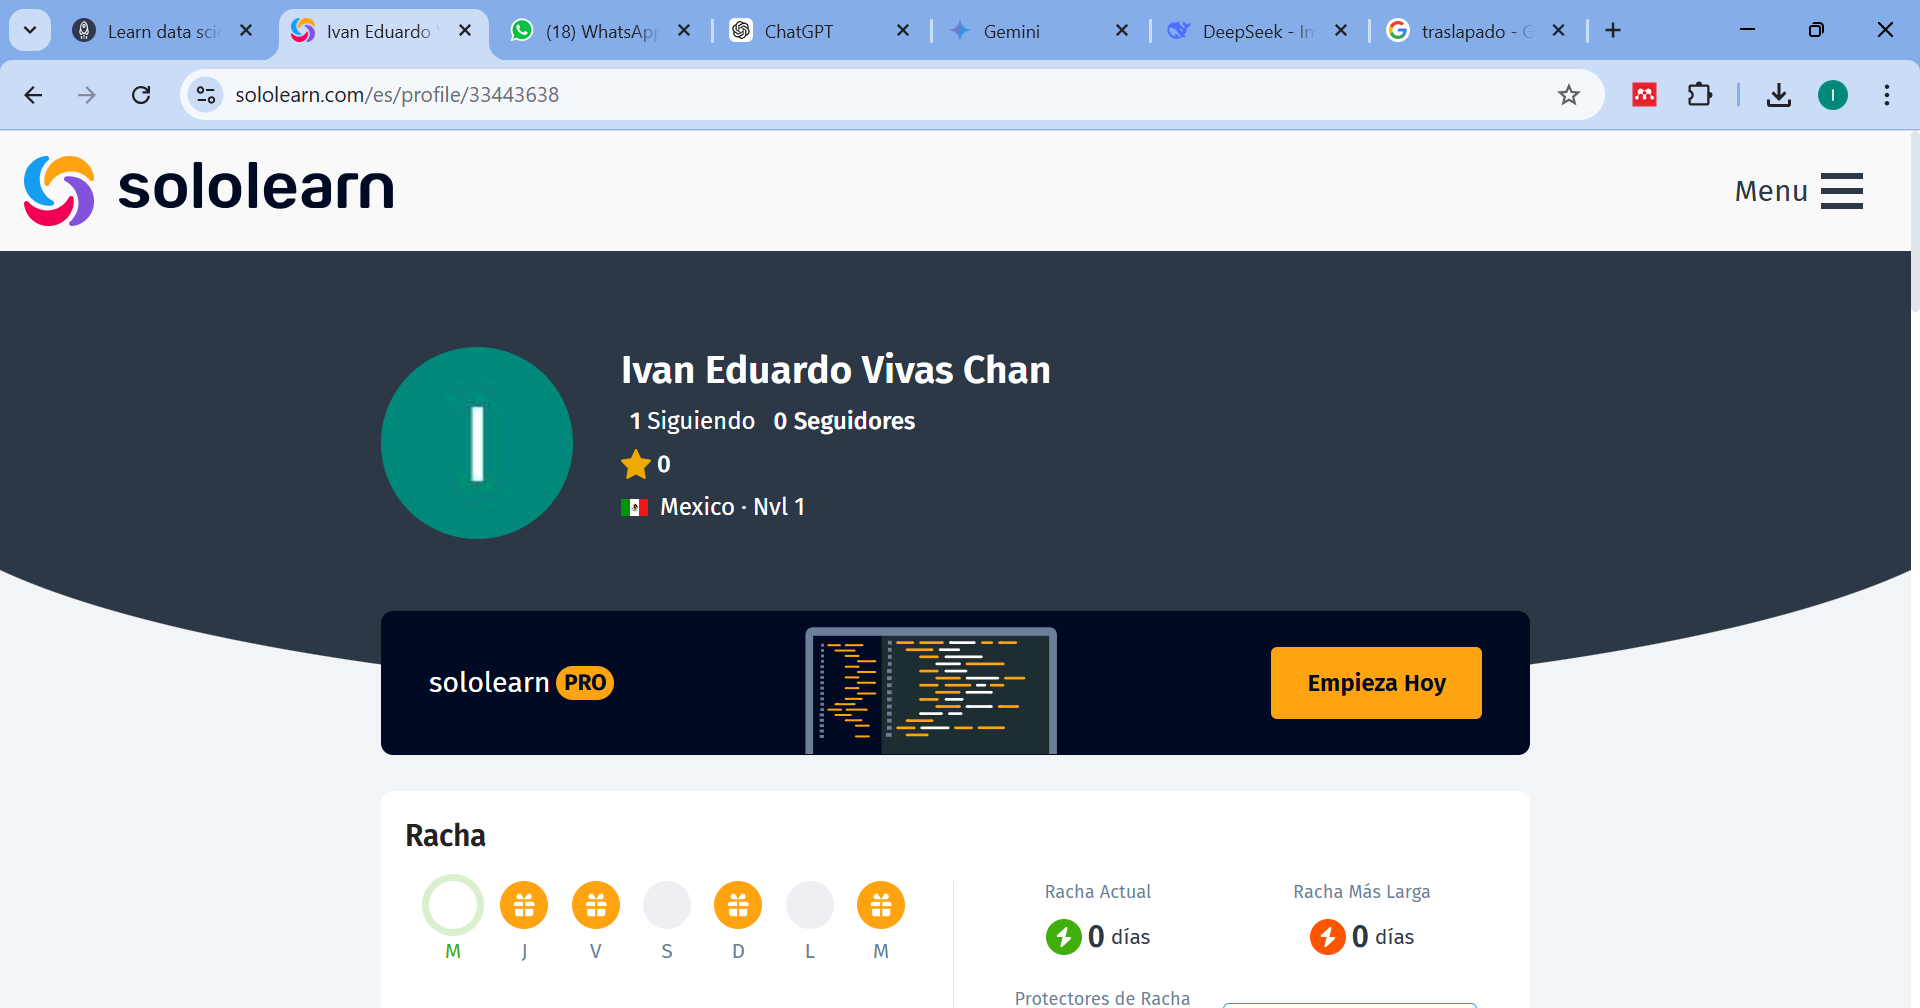 Learn data sci
Ivan Eduardo
(18) WhatsApp
ChatGPT
Gemini
DeepSeek - In
traslapado - G
sololearn.com/es/profile/33443638
I
sololearn
Menu
I
Ivan Eduardo Vivas Chan
1 Siguiendo 0 Seguidores
0
Mexico · Nvl 1
sololearn PRO
Empieza Hoy
Racha
M J V S D L M
Racha Actual
0 días
Racha Más Larga
0 días
Protectores de Racha